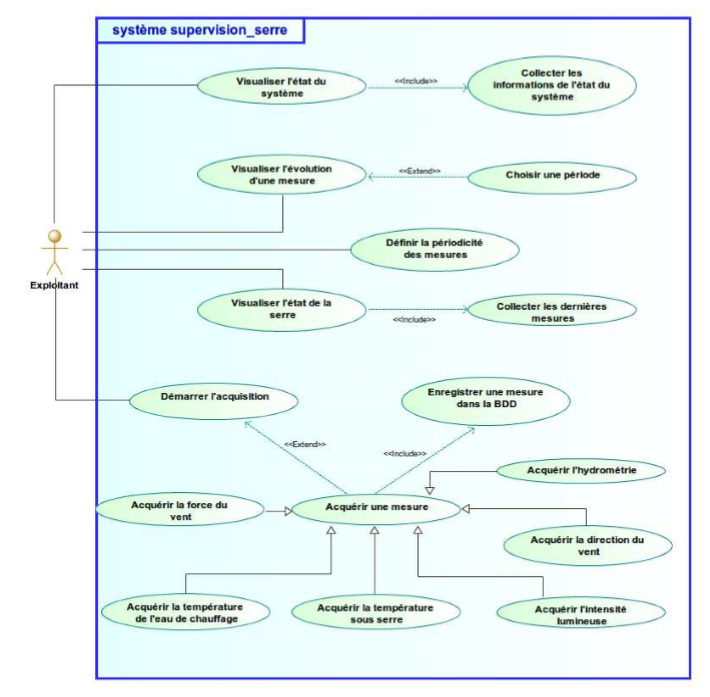 système supervision_serre
Visualiser l'état du
système
<<Include>>
Collecter les
informations de l'état du
système
Visualiser l'évolution
d'une mesure
<<Extend>>
Choisir une période
Définir la périodicité
des mesures
Exploitant
Visualiser l'état de la
serre
<<Include>>
Collecter les dernières
mesures
Démarrer l'acquisition
Enregistrer une mesure
dans la BDD
<<Extend>>
<<Include>>
Acquérir l'hydrométrie
Acquérir la force du
vent
Acquérir une mesure
Acquérir la direction du
vent
Acquérir la température
de l'eau de chauffage
Acquérir la température
sous serre
Acquérir l'intensité
lumineuse